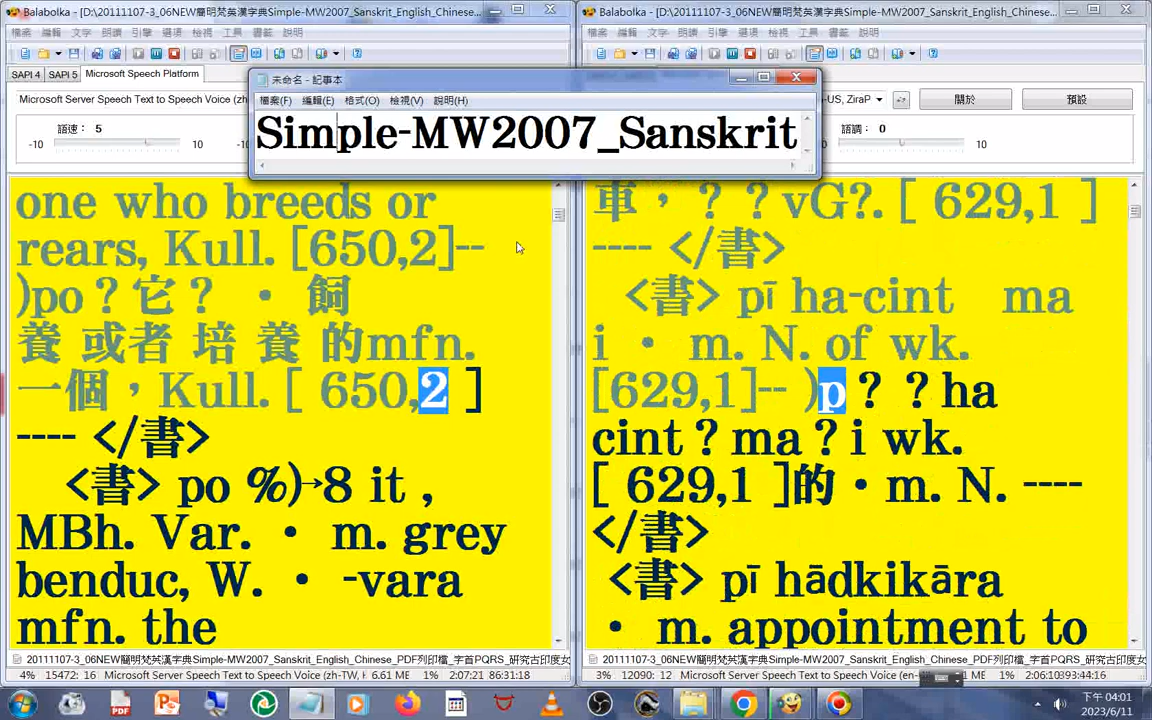 Balabolka - [D:\20111107-3_06NEW簡明梵英漢字典Simple-MW2007_Sanskrit_English_Chinese...
Balabolka - [D:\20111107-3_06NEW簡明梵英漢字典Simple-MW2007_Sanskrit_English_Chinese_PDF...
檔案 編輯 文字 朗讀 引擎 選項 檢視 工具 書籤 說明
檔案 編輯 文字 朗讀 引擎 選項 檢視 工具 書籤 說明
SAPI 4 SAPI 5 Microsoft Speech Platform
未命名 - 記事本
檔案(F) 編輯(E) 格式(O) 檢視(V) 說明(H)
Simple-MW2007_Sanskrit
Microsoft Server Speech Text to Speech Voice (zh
-US, ZiraP 關於 預設
語速： 5
-10 10 -10
語調： 0
10
one who breeds or
rears, Kull. [650,2]--
)po？它？ • 飼
養 或者 培 養 的mfn.
一個，Kull. [ 650,2 ]
---- </書>
<書> po %)→8 it ,
MBh. Var. • m. grey
benduc, W. • -vara
mfn. the
車，？？vG?. [ 629,1 ]
---- </書>
<書> pī ha-cint ma
i • m. N. of wk.
[629,1]-- )p？？ha
cint？ma？i wk.
[ 629,1 ]的•m. N. ----
</書>
<書> pī hādkikāra
• m. appointment to
20111107-3_06NEW簡明梵英漢字典Simple-MW2007_Sanskrit_English_Chinese_PDF列印檔_字首PQRS_研究古印度女
20111107-3_06NEW簡明梵英漢字典Simple-MW2007_Sanskrit_English_Chinese_PDF列印檔_字首PQRS_研究古印度女
4% 15472: 16 Microsoft Server Speech Text to Speech Voice (zh-TW, H 6.61 ME 1% 2:07:21 86:31:18
3% 12090: 12 Microsoft Server Speech Text to Speech Voice (en- 1% 2:06:10
下午 04:01
2023/6/11